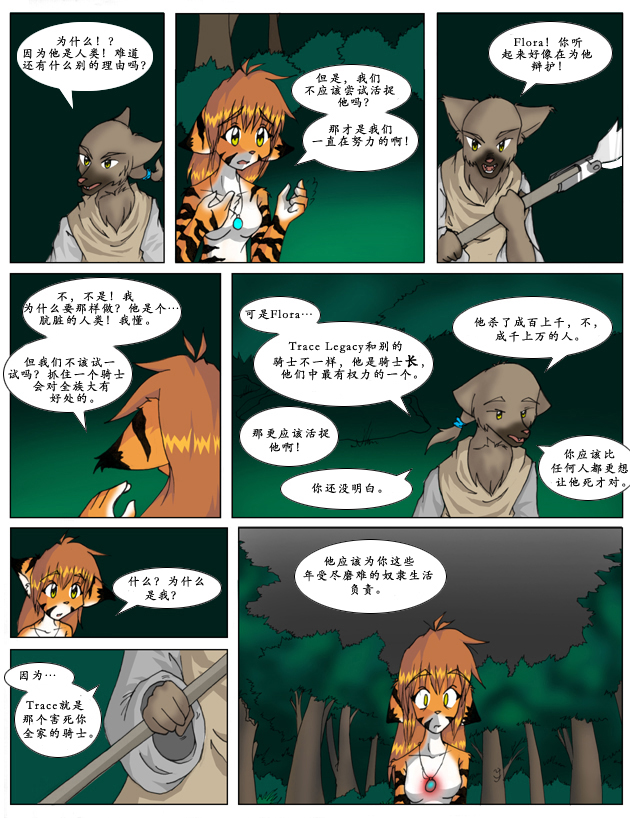 为什么！？
因为他是人类！难道
还有什么别的理由吗？
但是，我们
不应该尝试活捉
他吗？
那才是我们
一直在努力的啊！
Flora！你听
起来好像在为他
辩护！
不，不是！我
为什么要那样做？他是个…
肮脏的人类！我懂。
但我们不该试一
试吗？抓住一个骑士
会对全族大有
好处的。
可是Flora…
Trace Legacy和别的
骑士不一样，他是骑士长，
他们中最有权力的一个。
那更应该活捉
他啊！
你还没明白。
他杀了成百上千，不，
成千上万的人。
你应该比
任何人都更想
让他死才对。
什么？为什么
是我？
因为…
Trace就是
那个害死你
全家的骑士。
他应该为你这些
年受尽磨难的奴隶生活
负责。